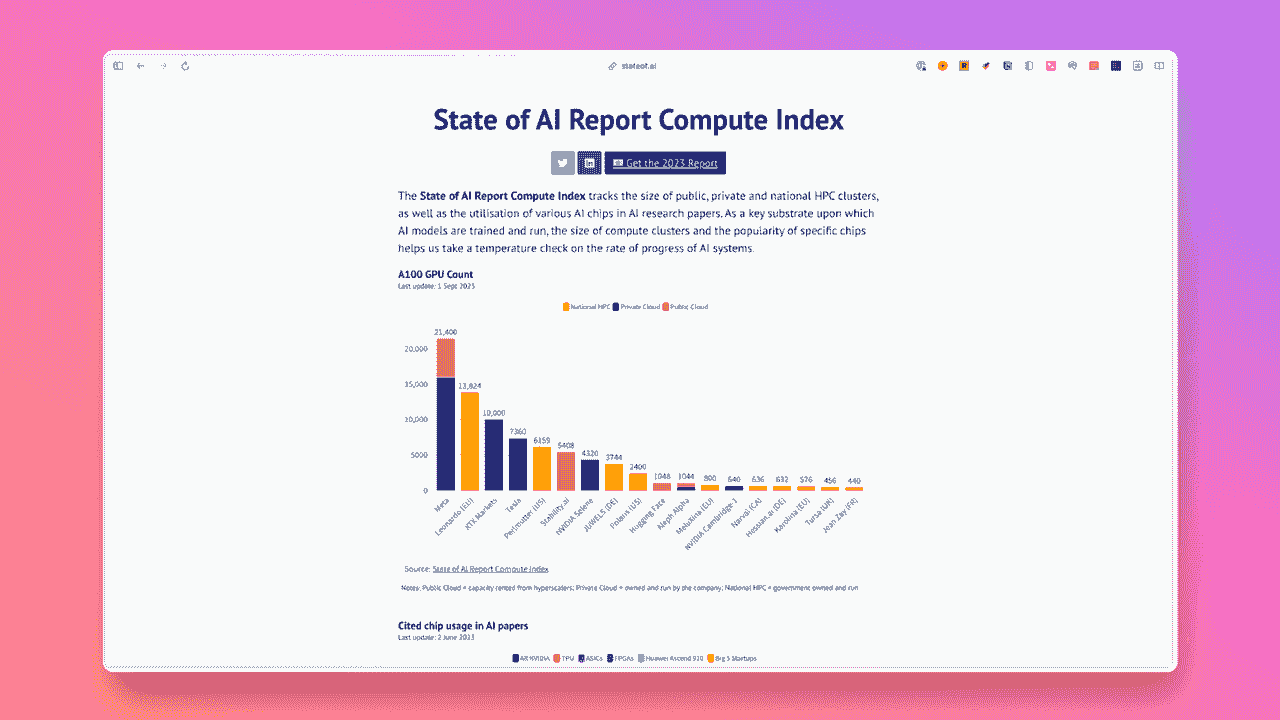 stateof.ai
State of AI Report Compute Index
Get the 2023 Report
The State of AI Report Compute Index tracks the size of public, private and national HPC clusters,
as well as the utilisation of various AI chips in AI research papers. As a key substrate upon which
AI models are trained and run, the size of compute clusters and the popularity of specific chips
helps us take a temperature check on the rate of progress of AI systems.
A100 GPU Count
Last update: 1 Sept 2023
National HPC Private Cloud Public Cloud
21,400
20,000
15,000
10,000
5000
0
13,824
10,000
7360
6159
5408
4320
3744
2400
1048
1044
800
640
636
632
576
456
440
Meta
Leonardo (EU)
XTX Markets
Tesla
Perlmutter (US)
Stability.ai
NVIDIA Selene
JUWELS (DE)
Polaris (US)
Hugging Face
Aleph Alpha
Meluxina (EU)
NVIDIA Cambridge-1
Narval (CA)
Hessian.ai (DE)
Karolina (EU)
Tursa (UK)
Jean Zay (FR)
Source: State of AI Report Compute Index
Notes: Public Cloud = capacity rented from hyperscalers; Private Cloud = owned and run by the company; National HPC = government owned and run
Cited chip usage in AI papers
Last update: 2 June 2023
All NVIDIA TPU ASICs FPGAs Huawei Ascend 910 Big 5 Startups